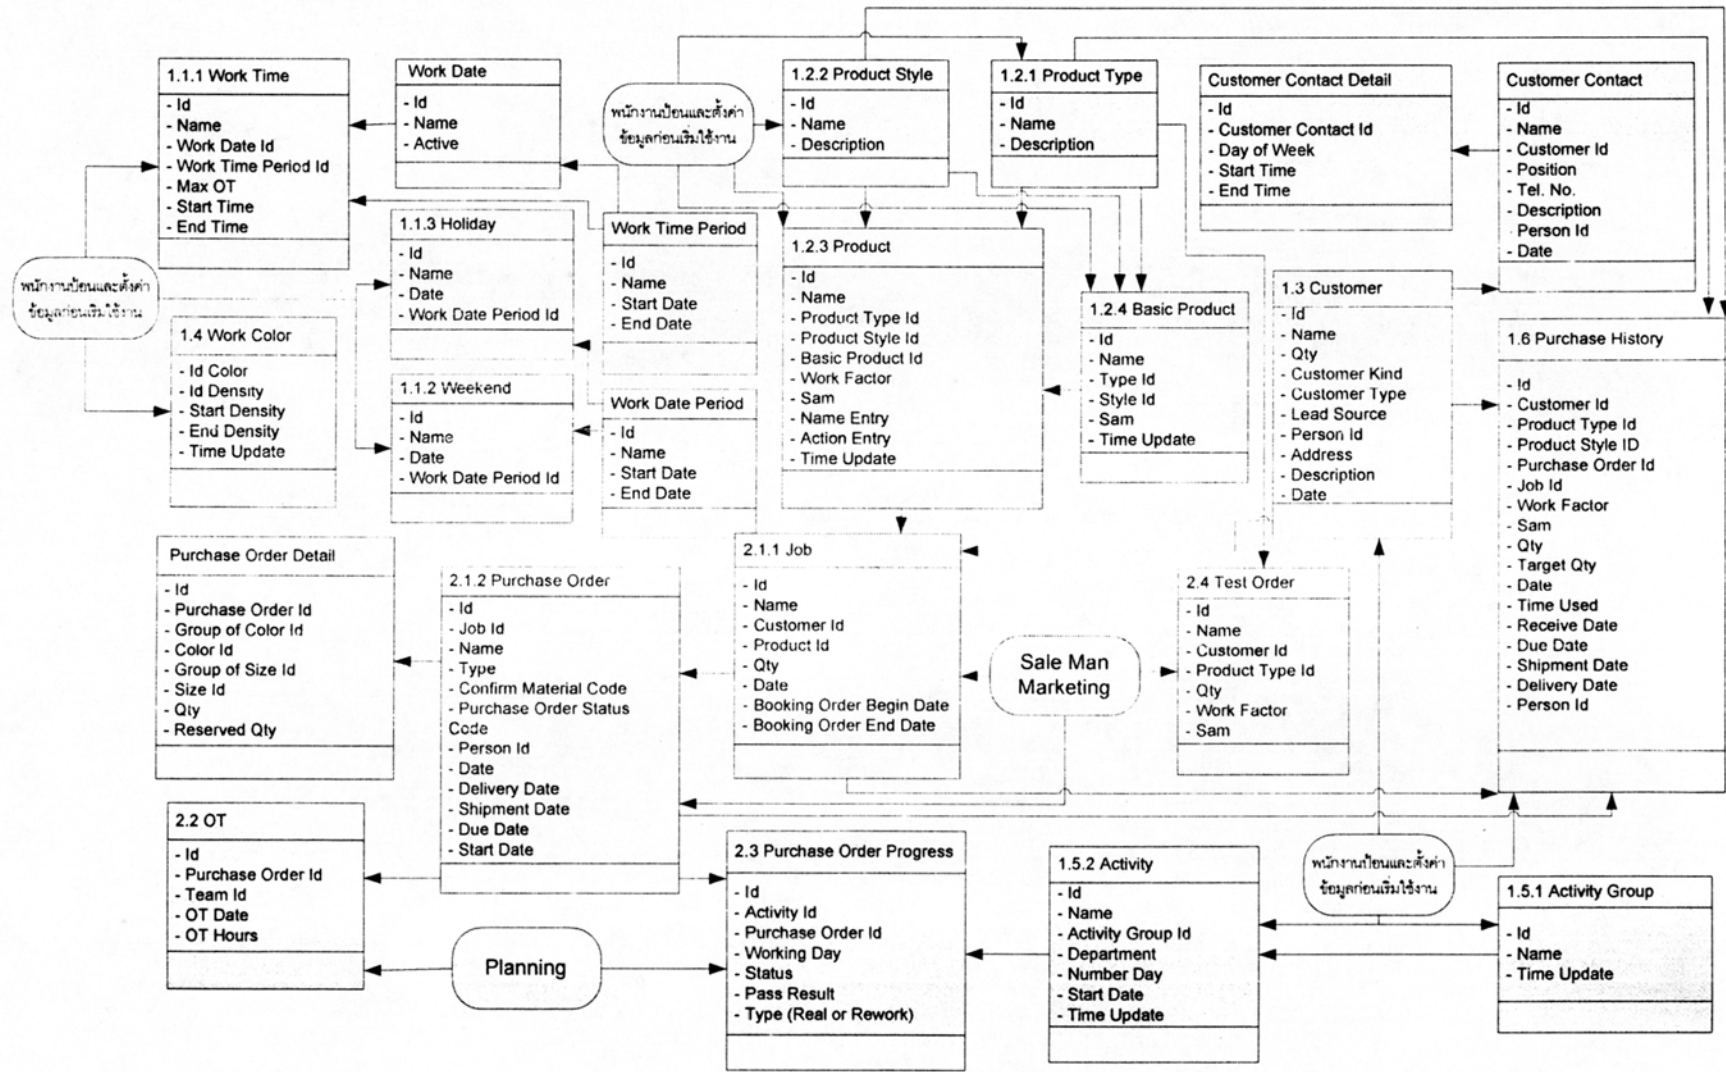 1.1.1 Work Time
- Id
- Name
- Work Date Id
- Work Time Period Id
- Max OT
- Start Time
- End Time
Work Date
- Id
- Name
- Active
พนักงานป้อนและตั้งค่า
ข้อมูลก่อนเริ่มใช้งาน
1.2.2 Product Style
- Id
- Name
- Description
1.2.1 Product Type
- Id
- Name
- Description
Customer Contact Detail
- Id
- Customer Contact Id
- Day of Week
- Start Time
- End Time
Customer Contact
- Id
- Name
- Customer Id
- Position
- Tel. No.
- Description
- Person Id
- Date
พนักงานป้อนและตั้งค่า
ข้อมูลก่อนเริ่มใช้งาน
1.1.3 Holiday
- Id
- Name
- Date
- Work Date Period Id
Work Time Period
- Id
- Name
- Start Date
- End Date
1.2.3 Product
- Id
- Name
- Product Type Id
- Product Style Id
- Basic Product Id
- Work Factor
- Sam
- Name Entry
- Action Entry
- Time Update
1.2.4 Basic Product
- Id
- Name
- Type Id
- Style Id
- Sam
- Time Update
1.3 Customer
- Id
- Name
- Qty
- Customer Kind
- Customer Type
- Lead Source
- Person Id
- Address
- Description
- Date
1.6 Purchase History
- Id
- Customer Id
- Product Type Id
- Product Style ID
- Purchase Order Id
- Job Id
- Work Factor
- Sam
- Qty
- Target Qty
- Date
- Time Used
- Receive Date
- Due Date
- Shipment Date
- Delivery Date
- Person Id
1.4 Work Color
- Id Color
- Id Density
- Start Density
- End Density
- Time Update
1.1.2 Weekend
- Id
- Name
- Date
- Work Date Period Id
Work Date Period
- Id
- Name
- Start Date
- End Date
Purchase Order Detail
- Id
- Purchase Order Id
- Group of Color Id
- Color Id
- Group of Size Id
- Size Id
- Qty
- Reserved Qty
2.1.2 Purchase Order
- Id
- Job Id
- Name
- Type
- Confirm Material Code
- Purchase Order Status
Code
- Person Id
- Date
- Delivery Date
- Shipment Date
- Due Date
- Start Date
2.1.1 Job
- Id
- Name
- Customer Id
- Product Id
- Qty
- Date
- Booking Order Begin Date
- Booking Order End Date
Sale Man
Marketing
2.4 Test Order
- Id
- Name
- Customer Id
- Product Type Id
- Qty
- Work Factor
- Sam
2.2 OT
- Id
- Purchase Order Id
- Team Id
- OT Date
- OT Hours
Planning
2.3 Purchase Order Progress
- Id
- Activity Id
- Purchase Order Id
- Working Day
- Status
- Pass Result
- Type (Real or Rework)
1.5.2 Activity
- Id
- Name
- Activity Group Id
- Department
- Number Day
- Start Date
- Time Update
พนักงานป้อนและตั้งค่า
ข้อมูลก่อนเริ่มใช้งาน
1.5.1 Activity Group
- Id
- Name
- Time Update